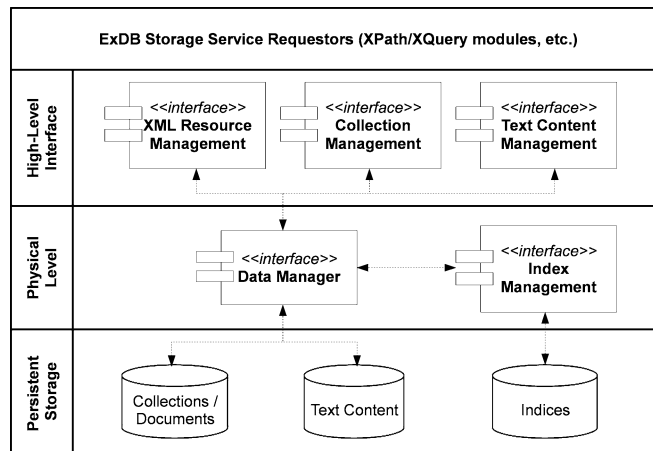 ExDB Storage Service Requestors (XPath/XQuery modules, etc.)
High-Level
Interface
<<interface>>
XML Resource
Management
<<interface>>
Collection
Management
<<interface>>
Text Content
Management
Physical
Level
<<interface>>
Data Manager
<<interface>>
Index
Management
Persistent
Storage
Collections /
Documents
Text Content
Indices